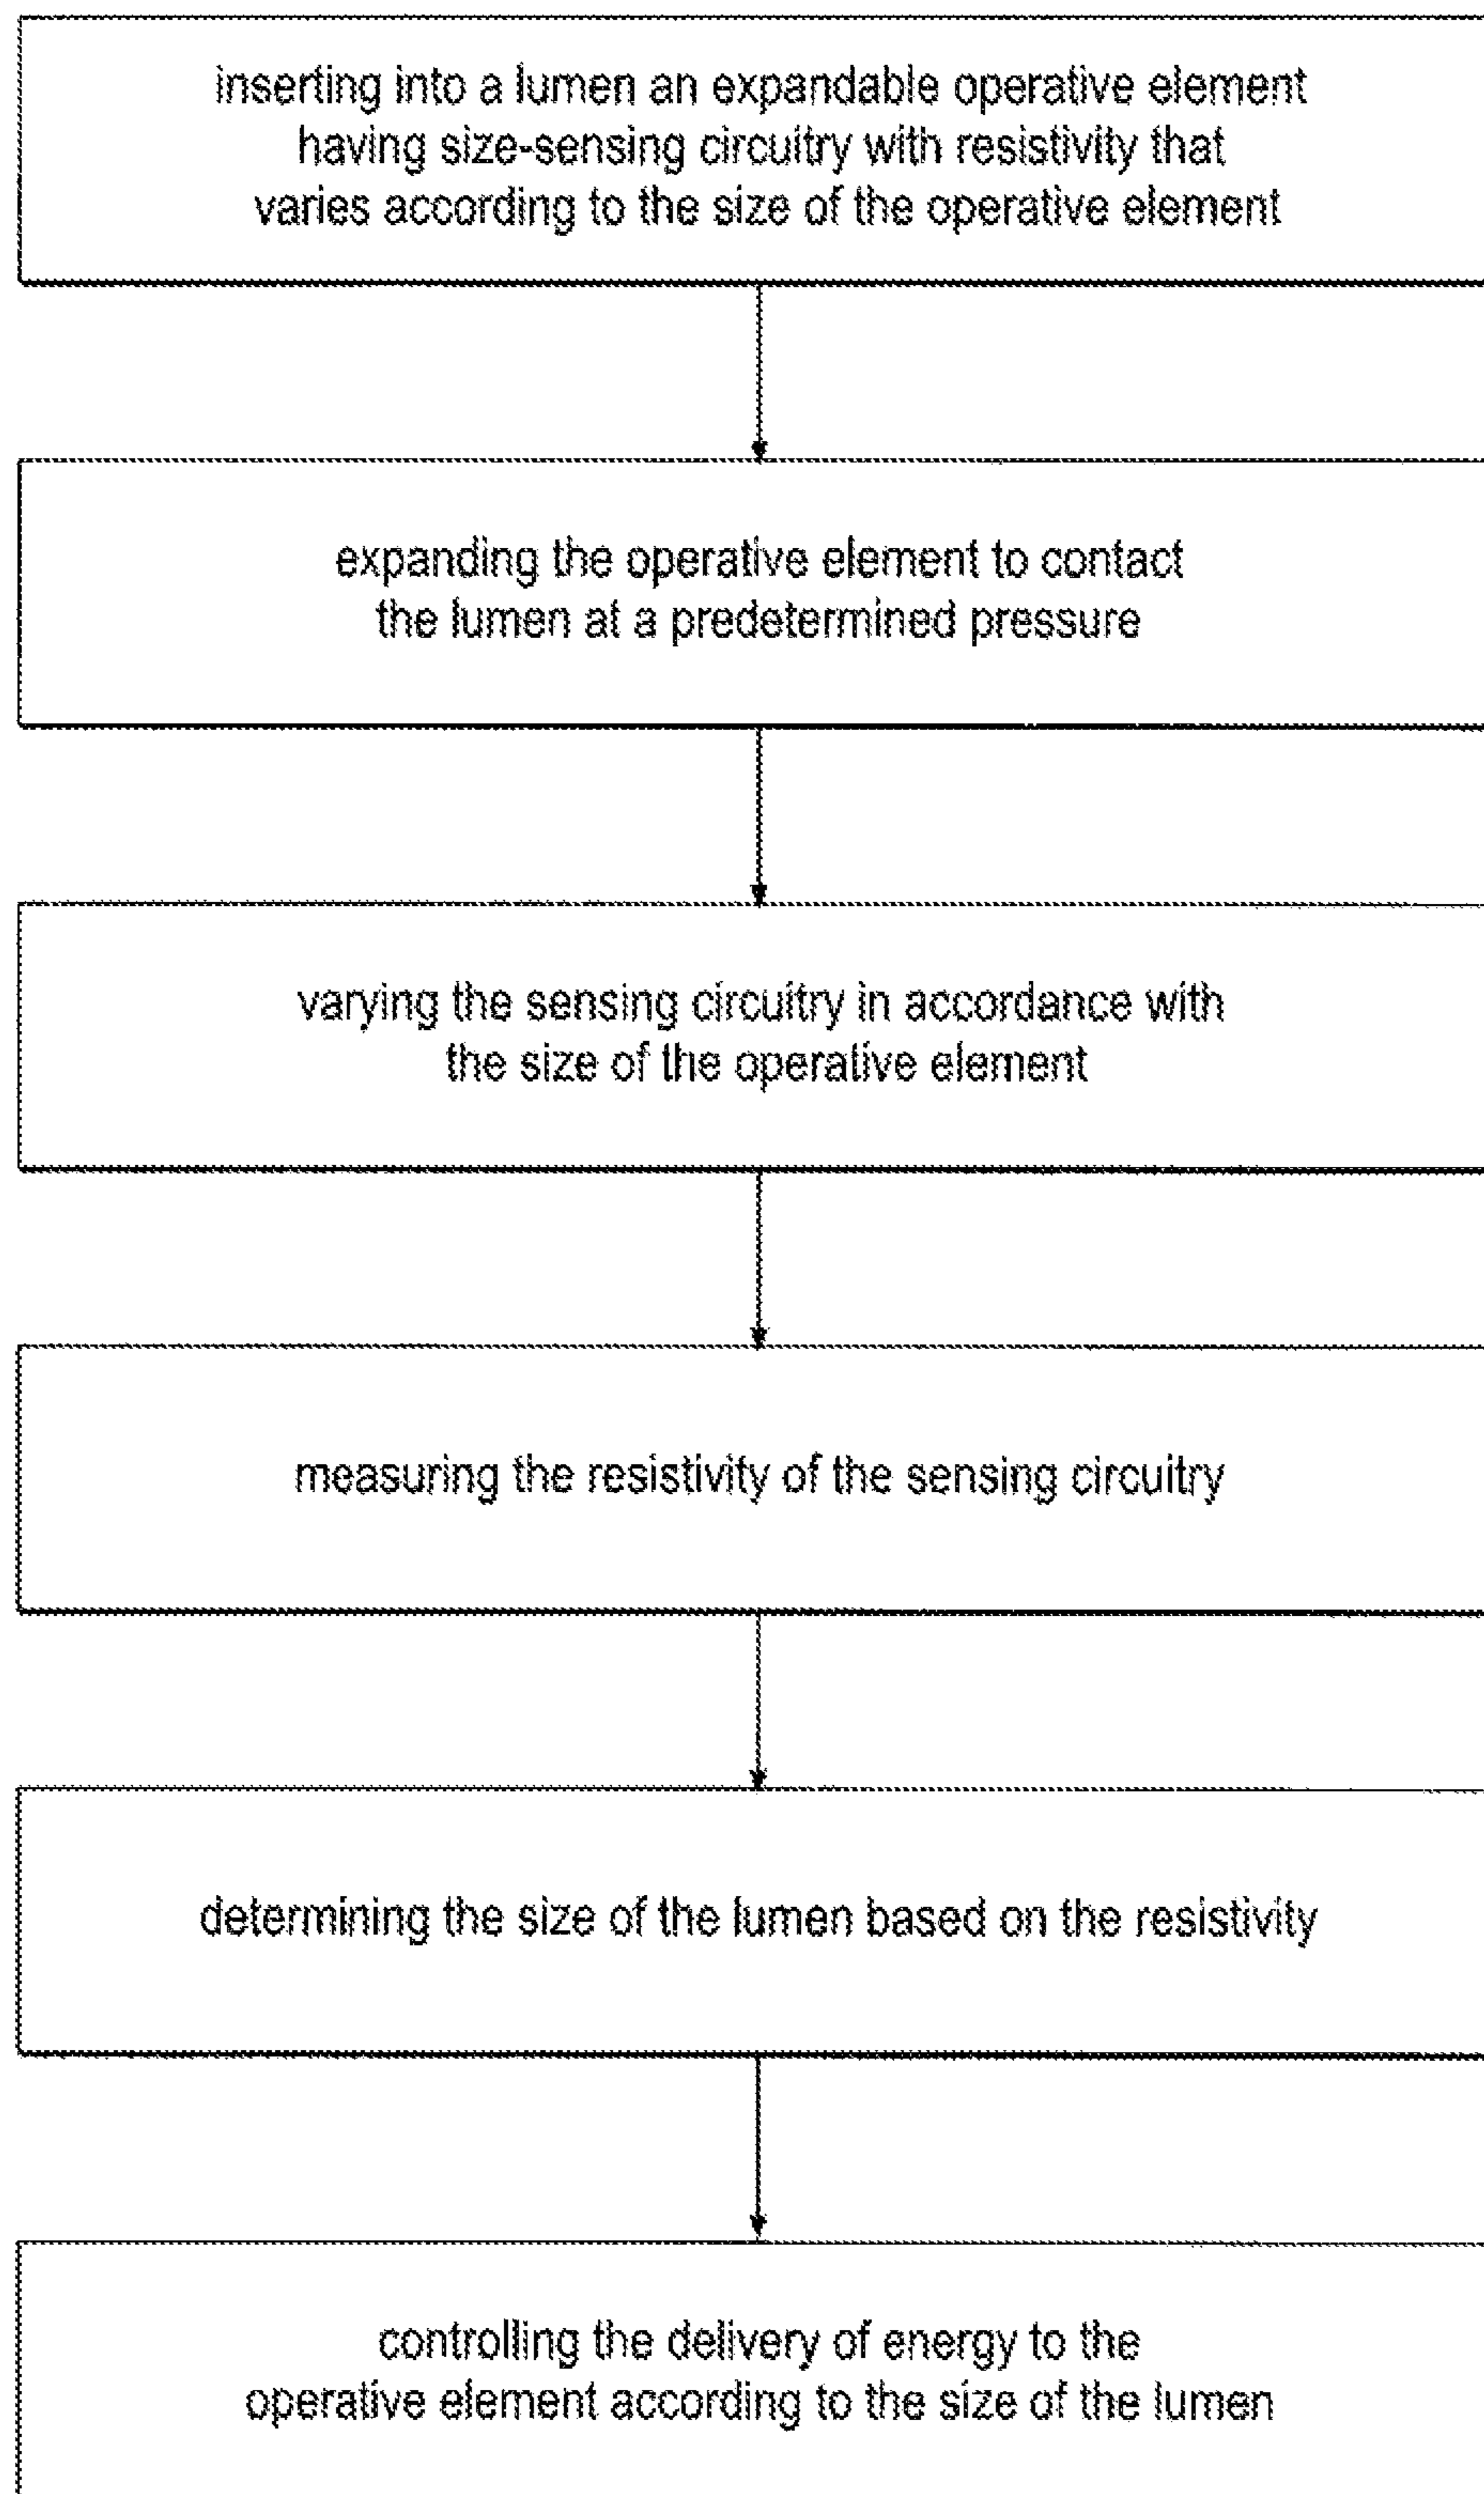 inserting into a lumen an expandable operative element
having size-sensing circuitry with resistivity that
varies according to the size of the operative element
expanding the operative element to contact
the lumen at a predetermined pressure
varying the sensing circuitry in accordance with
the size of the operative element
measuring the resistivity of the sensing circuitry
determining the size of the lumen based on the resistivity
controlling the delivery of energy to the
operative element according to the size of the lumen